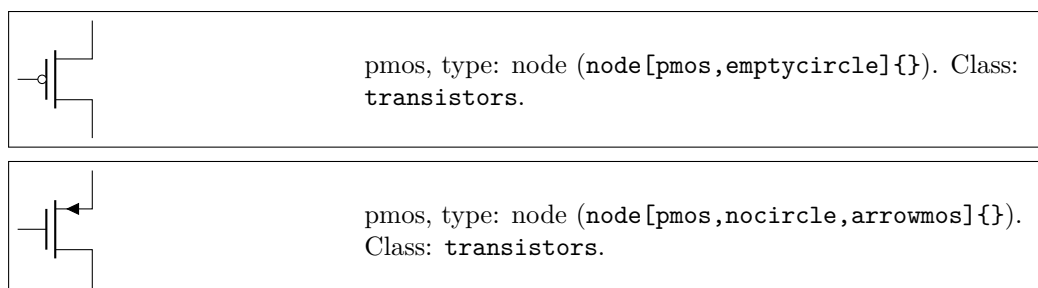 pmos, type: node (node[pmos,emptycircle]{}). Class:
transistors.
pmos, type: node (node[pmos,nocircle,arrowmos]{}).
Class: transistors.